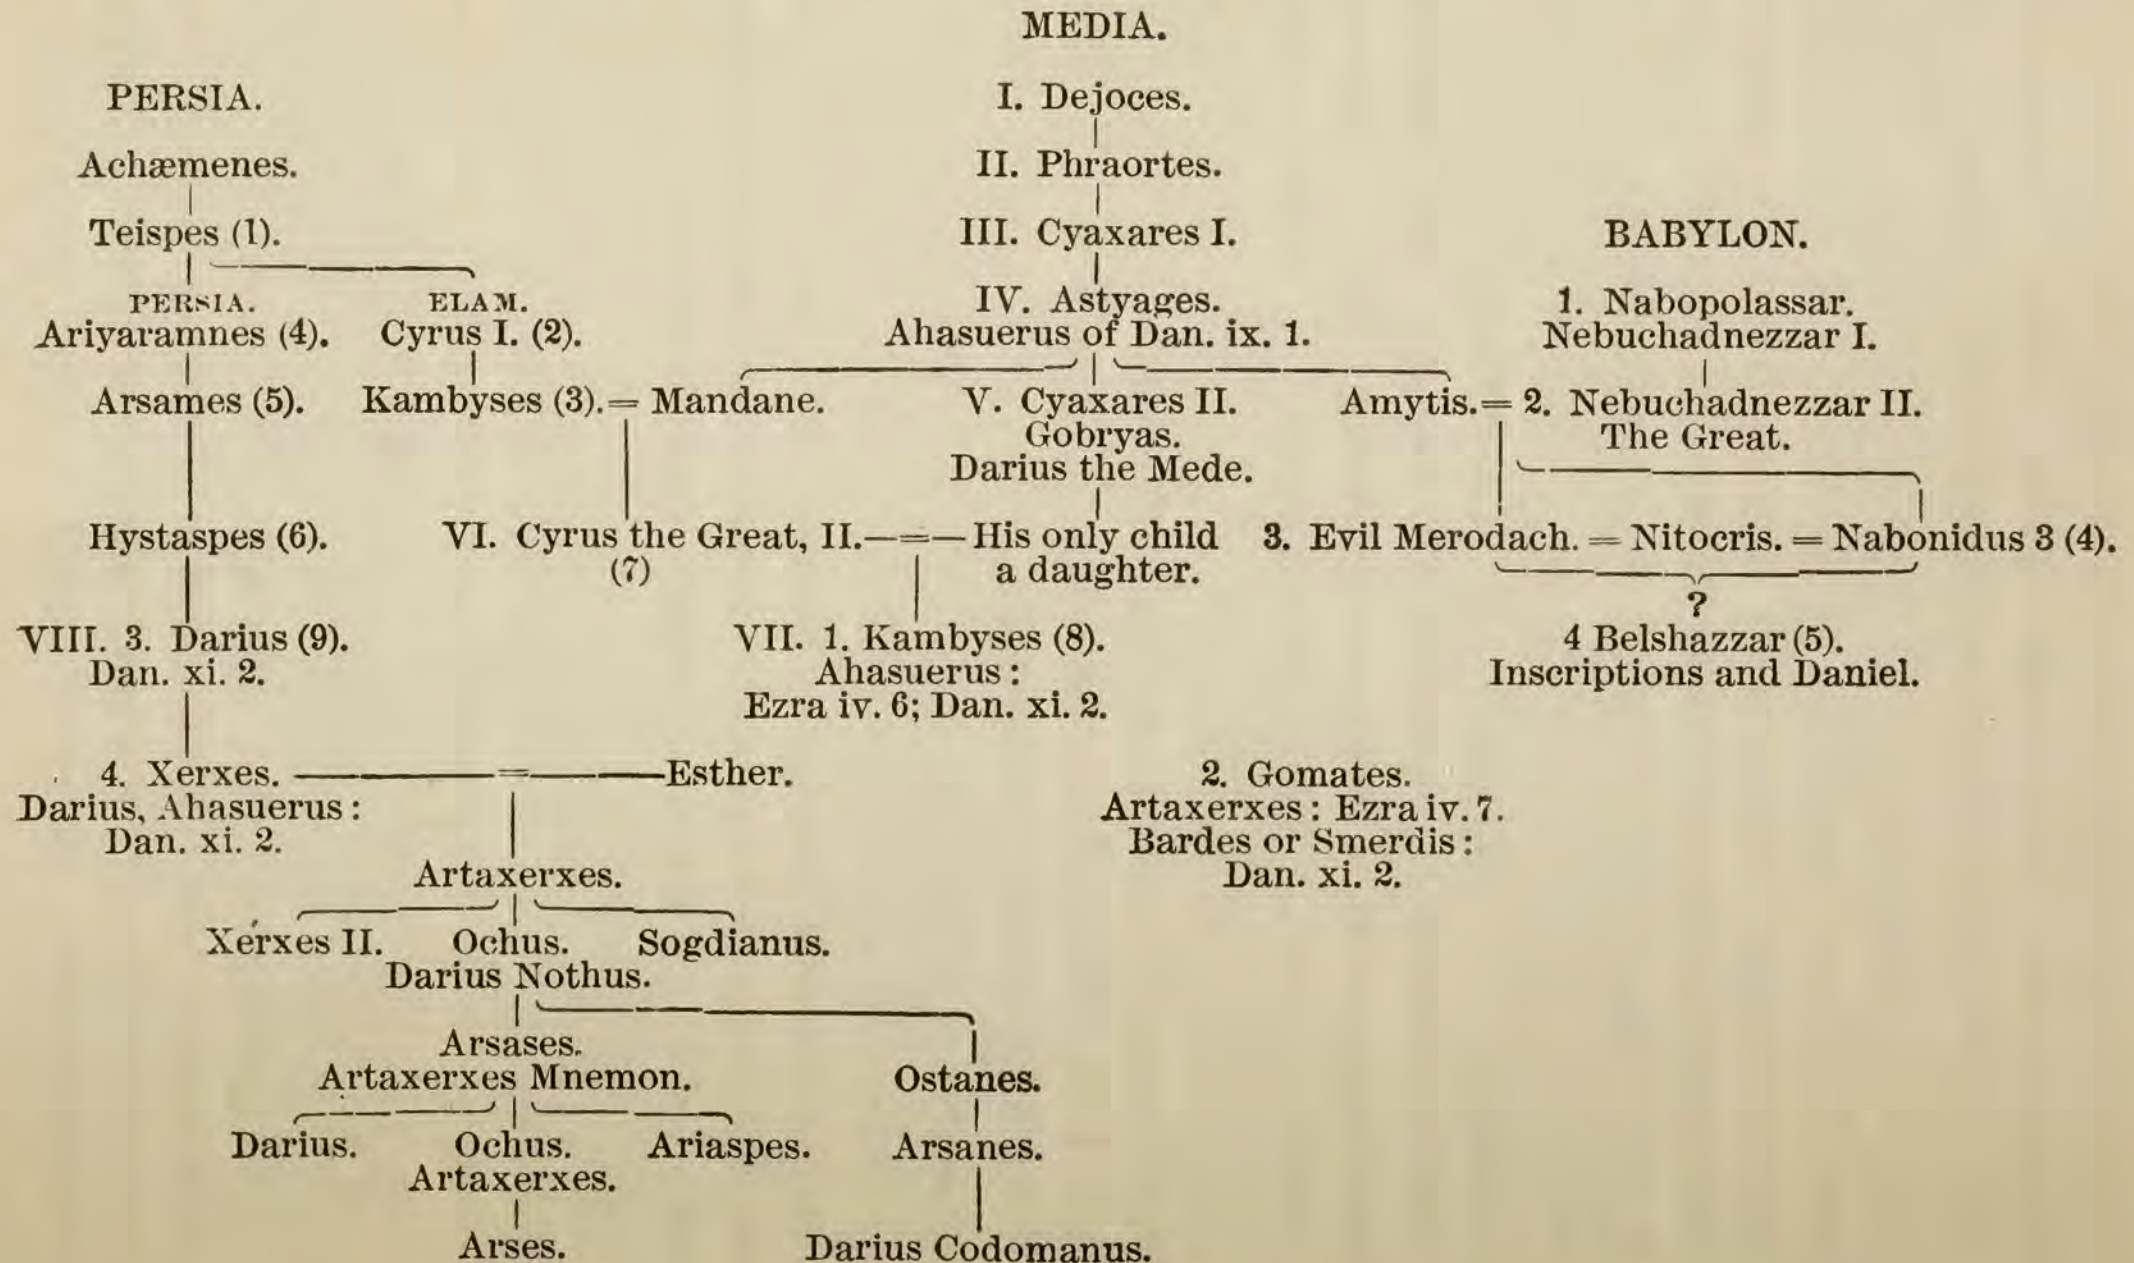 MEDIA.
PERSIA. I. Dejoces.
Achæmenes. II. Phraortes.
Teispes (1). III. Cyaxares I. BABYLON.
PERSIA. ELAM. IV. Astyages. 1. Nabopolassar.
Ariyaramnes (4). Cyrus I. (2). Ahasuerus of Dan. ix. 1. Nebuchadnezzar I.
Arsames (5). Kambyses (3).= Mandane. V. Cyaxares II. Amytis.= 2. Nebuchadnezzar II.
Gobryas. The Great.
Darius the Mede.
Hystaspes (6). VI. Cyrus the Great, II.—=—His only child 3. Evil Merodach. = Nitocris. = Nabonidus 3 (4).
(7) a daughter.
?
VIII. 3. Darius (9). VII. 1. Kambyses (8). 4 Belshazzar (5).
Dan. xi. 2. Ahasuerus: Inscriptions and Daniel.
Ezra iv. 6; Dan. xi. 2.
4. Xerxes. —=— Esther. 2. Gomates.
Darius, Ahasuerus: Artaxerxes: Ezra iv. 7.
Dan. xi. 2. Bardes or Smerdis:
Artaxerxes. Dan. xi. 2.
Xerxes II. Ochus. Sogdianus.
Darius Nothus.
Arsases.
Artaxerxes Mnemon. Ostanes.
Darius. Ochus. Ariaspes. Arsanes.
Artaxerxes.
Arses. Darius Codomanus.